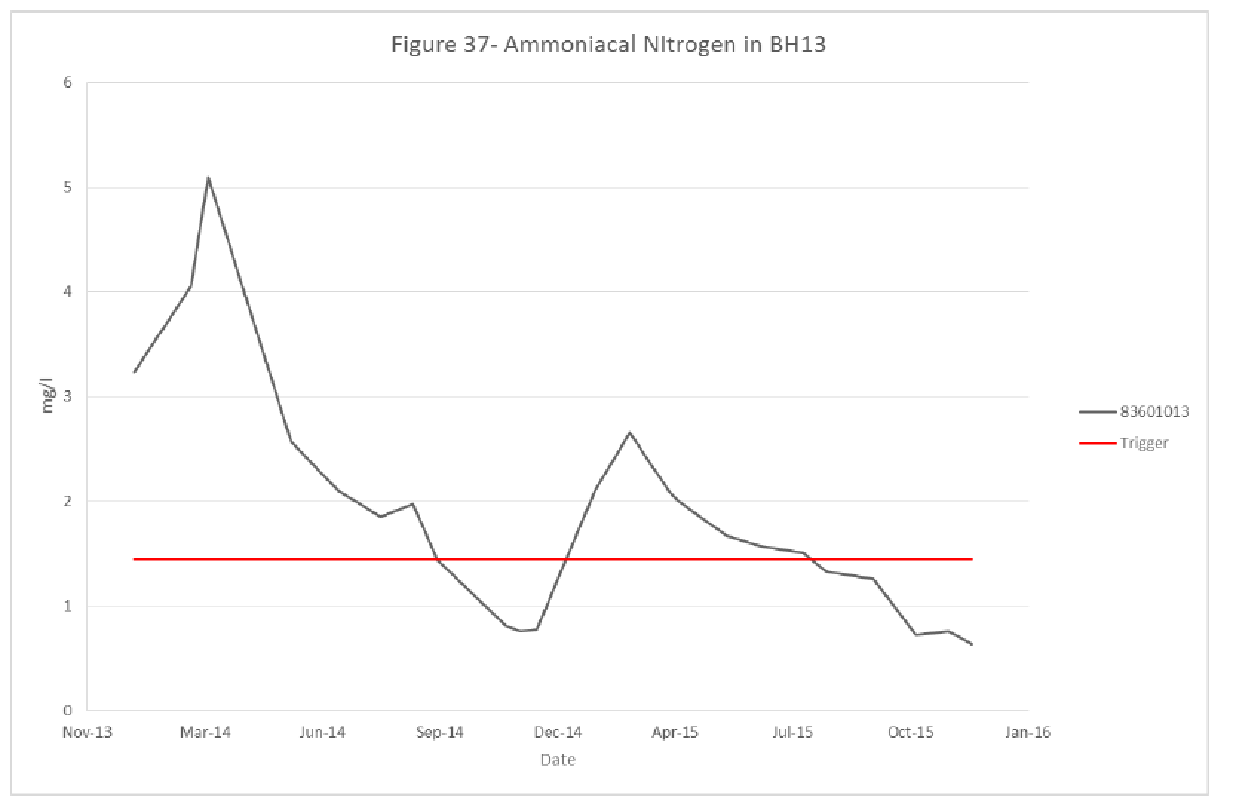 Figure 37- Ammoniacal NItrogen in BH13
6
5
4
3
2
1
0
mg/l
Nov-13 Mar-14 Jun-14 Sep-14 Dec-14 Apr-15 Jul-15 Oct-15 Jan-16
Date
83601013
Trigger